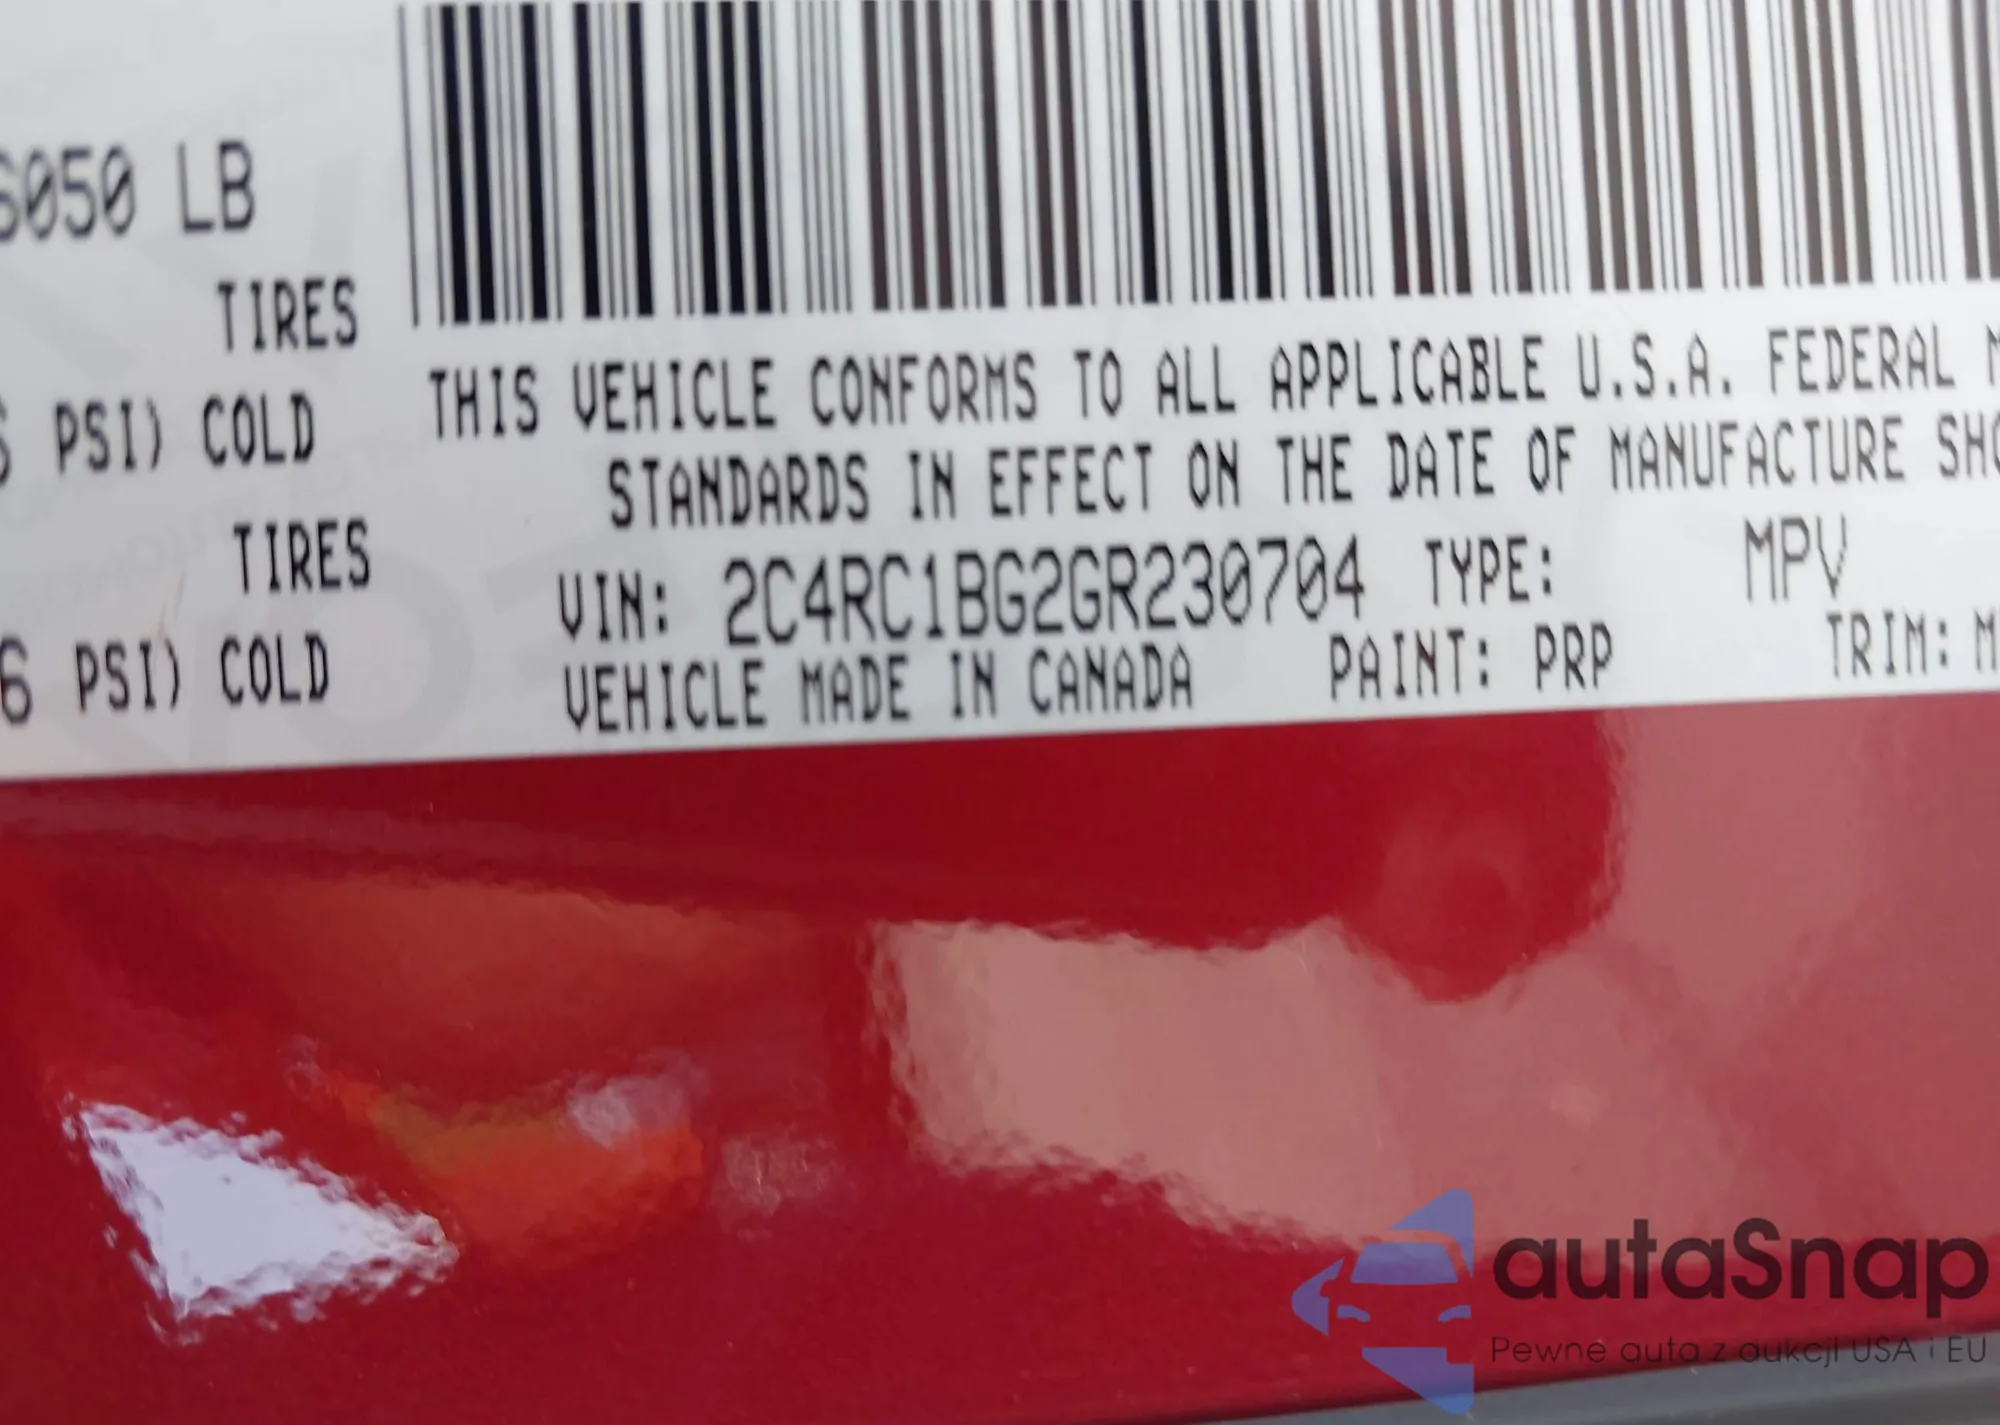 6050 LB
TIRES
PSI) COLD
TIRES
6 PSI) COLD
THIS VEHICLE CONFORMS TO ALL APPLICABLE U.S.A. FEDERAL M
STANDARDS IN EFFECT ON THE DATE OF MANUFACTURE SHO
VIN: 2C4RC1BG2GR230704 TYPE: MPV
VEHICLE MADE IN CANADA PAINT: PRP TRIM: M
autaSnap
Pewne auta z aukcji USA i EU